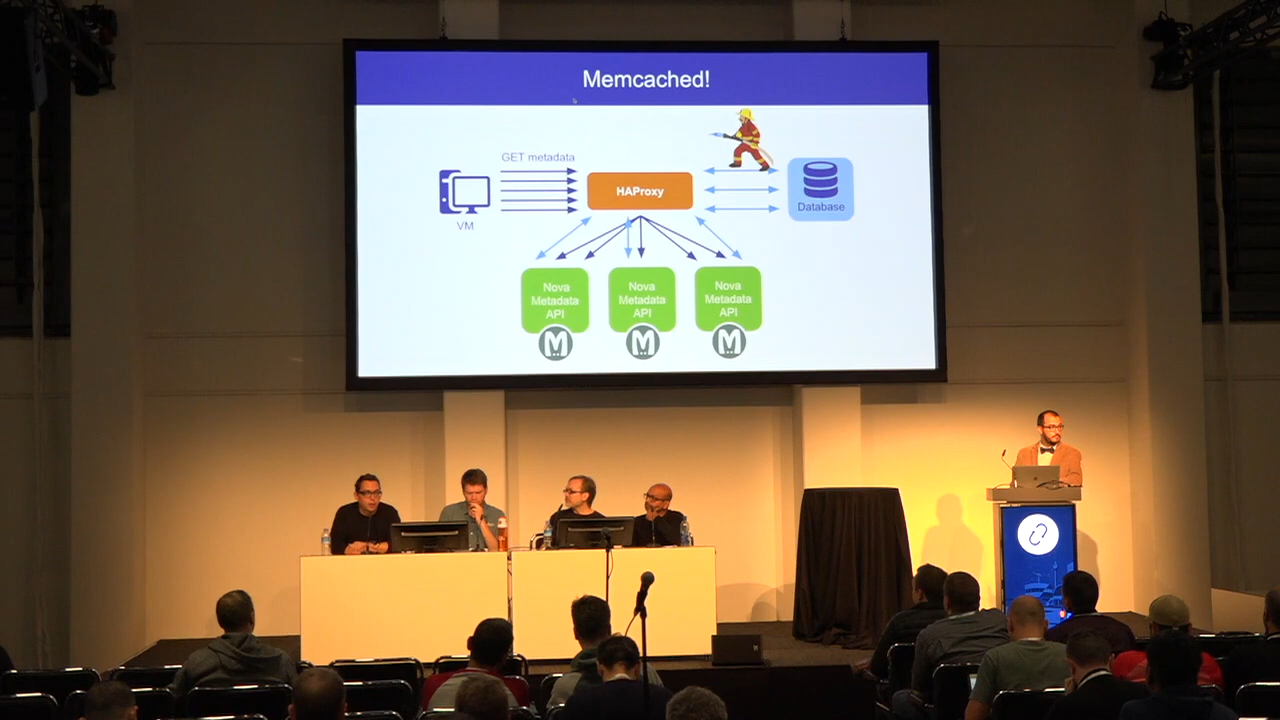 Memcached!
GET metadata
HAProxy
Database
VM
Nova
Metadata
API
Nova
Metadata
API
Nova
Metadata
API
M
M
M